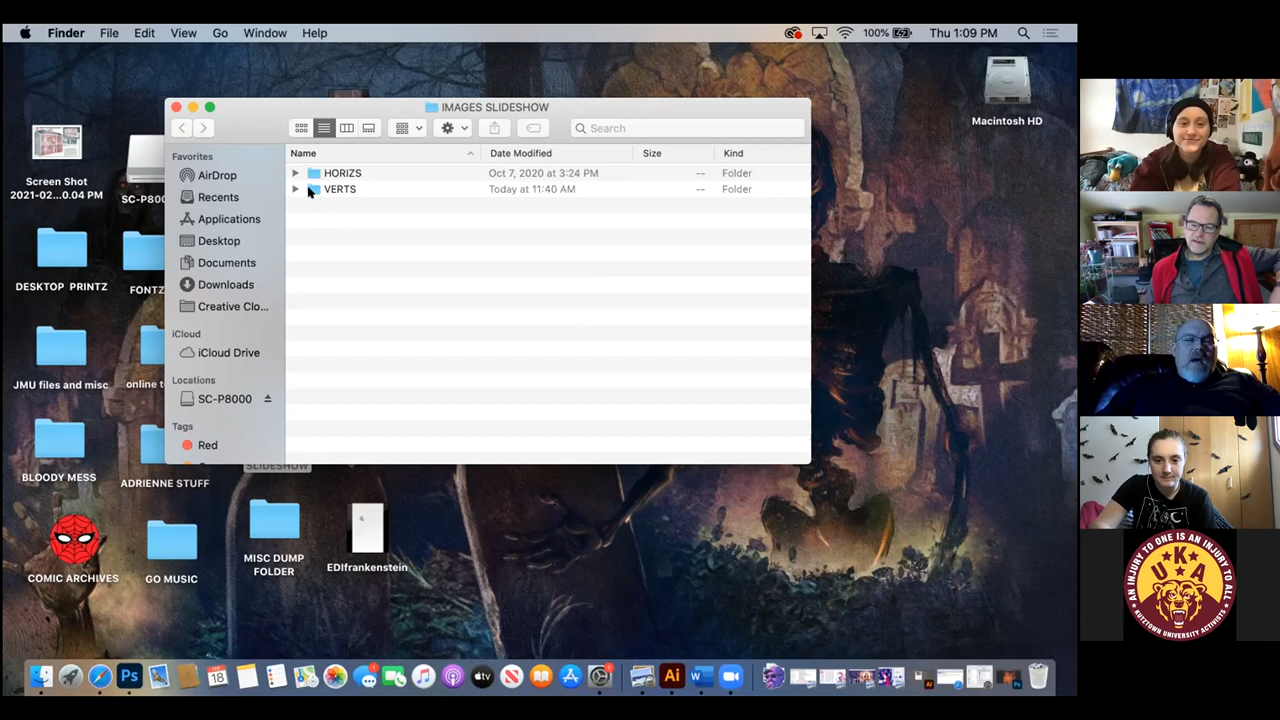 Finder File Edit View Go Window Help 100% Thu 1:09 PM
IMAGES SLIDESHOW
Search
Name Date Modified Size Kind
HORIZS Oct 7, 2020 at 3:24 PM -- Folder
VERTS Today at 11:40 AM -- Folder
Favorites
AirDrop
Recents
Applications
Desktop
Documents
Downloads
Creative Clo...
iCloud
iCloud Drive
Locations
SC-P8000
Tags
Red
Macintosh HD
Screen Shot
2021-02...0.04 PM
SC-P800
DESKTOP PRINTZ
FONTZ
JMU files and misc
online t
BLOODY MESS
ADRIENNE STUFF
SLIDESHOW
COMIC ARCHIVES
GO MUSIC
MISC DUMP
FOLDER
EDIfrankenstein
18
Ps
tv
Ai
W
AN INJURY TO ONE IS AN INJURY TO ALL
UKA
KUTZTOWN UNIVERSITY ACTIVISTS